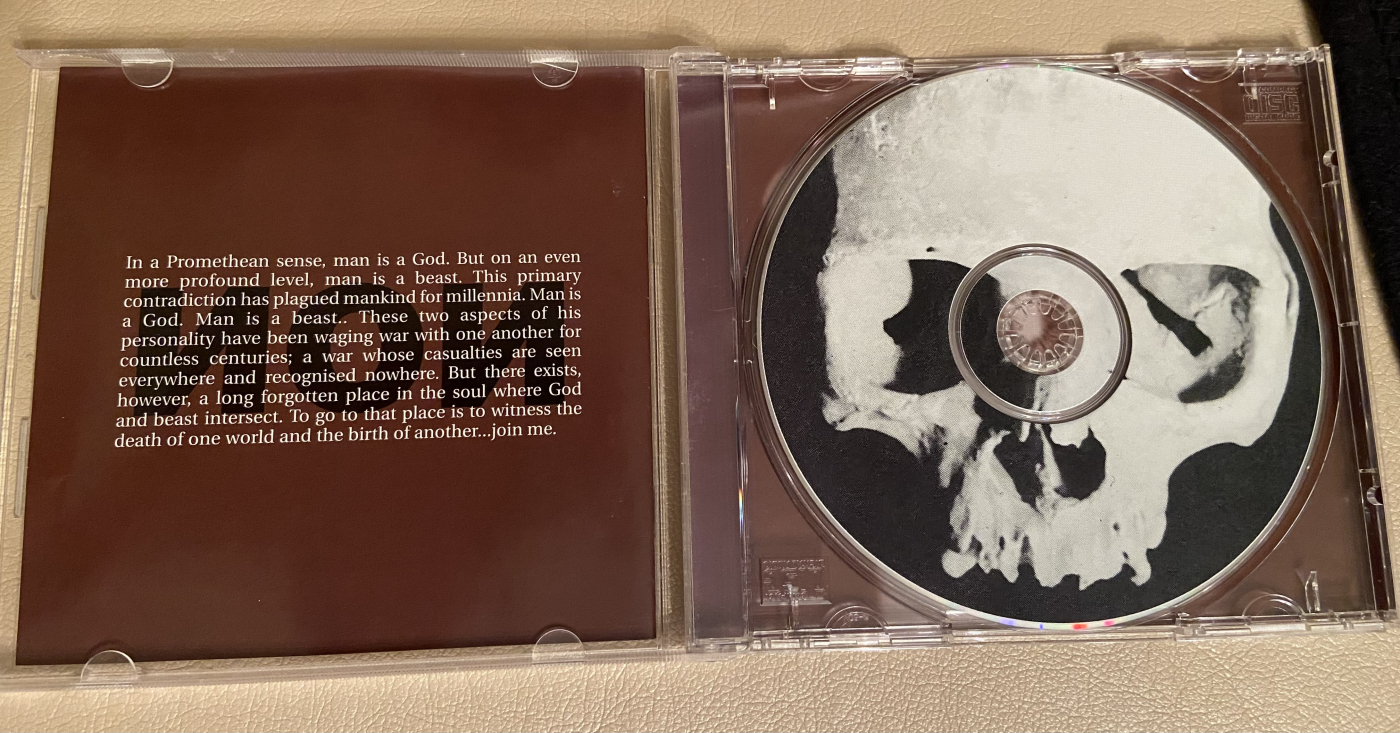 In a Promethean sense, man is a God. But on an even
more profound level, man is a beast. This primary
contradiction has plagued mankind for millennia. Man is
a God. Man is a beast.. These two aspects of his
personality have been waging war with one another for
countless centuries; a war whose casualties are seen
everywhere and recognised nowhere. But there exists,
however, a long forgotten place in the soul where God
and beast intersect. To go to that place is to witness the
death of one world and the birth of another...join me.
ИОИ
DISC